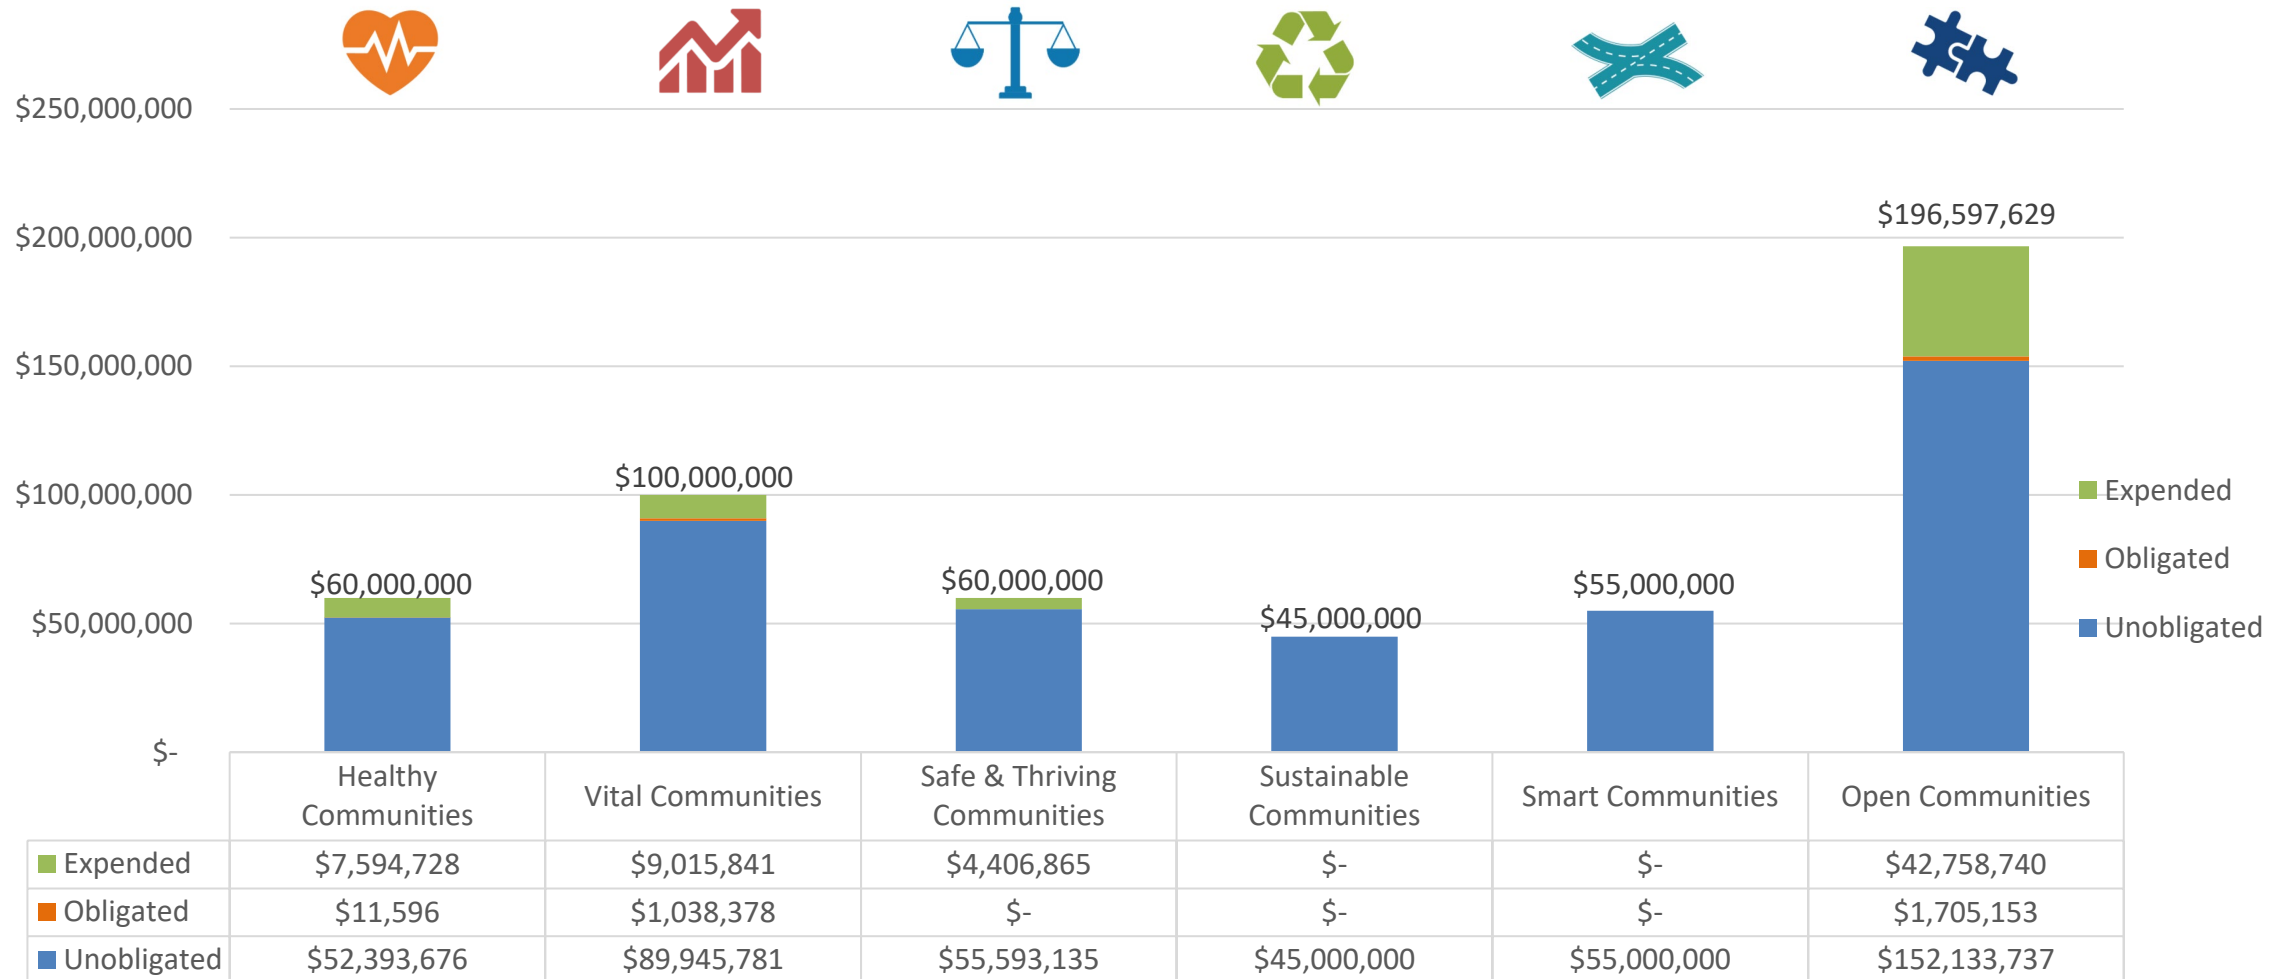 $250,000,000
$200,000,000
$150,000,000
$100,000,000
$50,000,000
$-
$60,000,000
$100,000,000
$60,000,000
$45,000,000
$55,000,000
$196,597,629
Expended
Obligated
Unobligated
Healthy
Communities
Vital Communities
Safe & Thriving
Communities
Sustainable
Communities
Smart Communities
Open Communities
Expended $7,594,728 $9,015,841 $4,406,865 $- $- $42,758,740
Obligated $11,596 $1,038,378 $- $- $- $1,705,153
Unobligated $52,393,676 $89,945,781 $55,593,135 $45,000,000 $55,000,000 $152,133,737